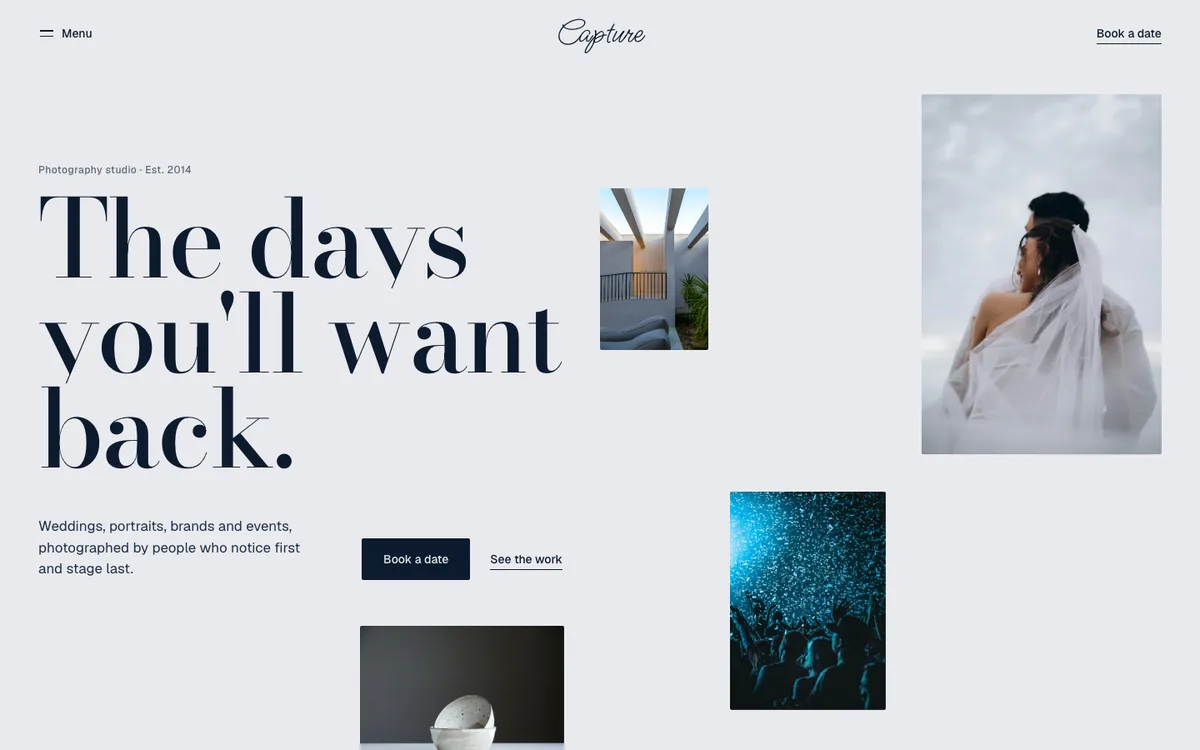 Menu
Capture
Book a date
Photography studio · Est. 2014
The days
you'll want
back.
Weddings, portraits, brands and events,
photographed by people who notice first
and stage last.
Book a date
See the work